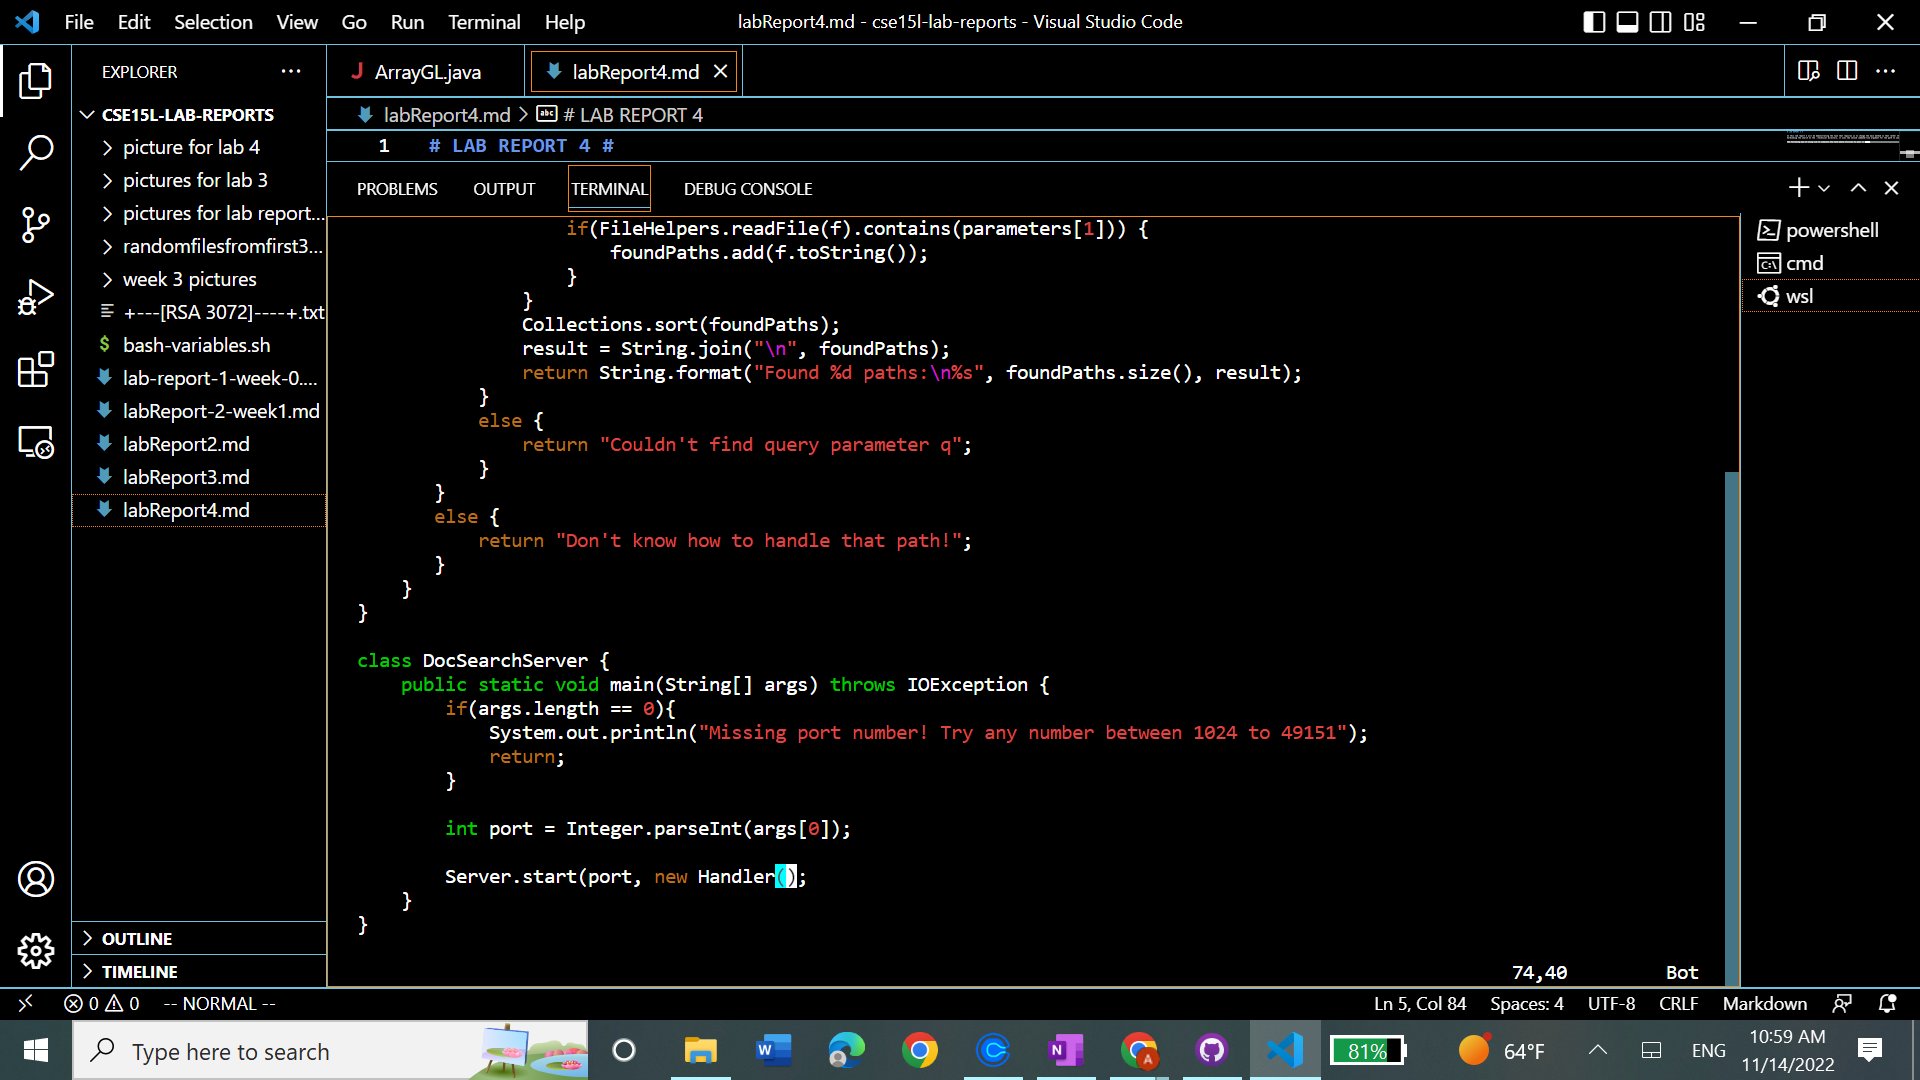 File Edit Selection View Go Run Terminal Help
labReport4.md - cse15l-lab-reports - Visual Studio Code
EXPLORER
CSE15L-LAB-REPORTS
picture for lab 4
pictures for lab 3
pictures for lab report...
randomfilesfromfirst3...
week 3 pictures
+---[RSA 3072]----+.txt
$ bash-variables.sh
lab-report-1-week-0....
labReport-2-week1.md
labReport2.md
labReport3.md
labReport4.md
OUTLINE
TIMELINE
J ArrayGL.java
labReport4.md
labReport4.md > abc # LAB REPORT 4
1 # LAB REPORT 4 #
PROBLEMS OUTPUT TERMINAL DEBUG CONSOLE
if(FileHelpers.readFile(f).contains(parameters[1])) {
foundPaths.add(f.toString());
}
}
Collections.sort(foundPaths);
result = String.join("\n", foundPaths);
return String.format("Found %d paths:\n%s", foundPaths.size(), result);
}
else {
return "Couldn't find query parameter q";
}
}
else {
return "Don't know how to handle that path!";
}
}
}
class DocSearchServer {
public static void main(String[] args) throws IOException {
if(args.length == 0){
System.out.println("Missing port number! Try any number between 1024 to 49151");
return;
}
int port = Integer.parseInt(args[0]);
Server.start(port, new Handler();
}
}
74,40 Bot
powershell
cmd
wsl
0 0 -- NORMAL --
Ln 5, Col 84 Spaces: 4 UTF-8 CRLF Markdown
Type here to search
81%
64°F
ENG
10:59 AM
11/14/2022